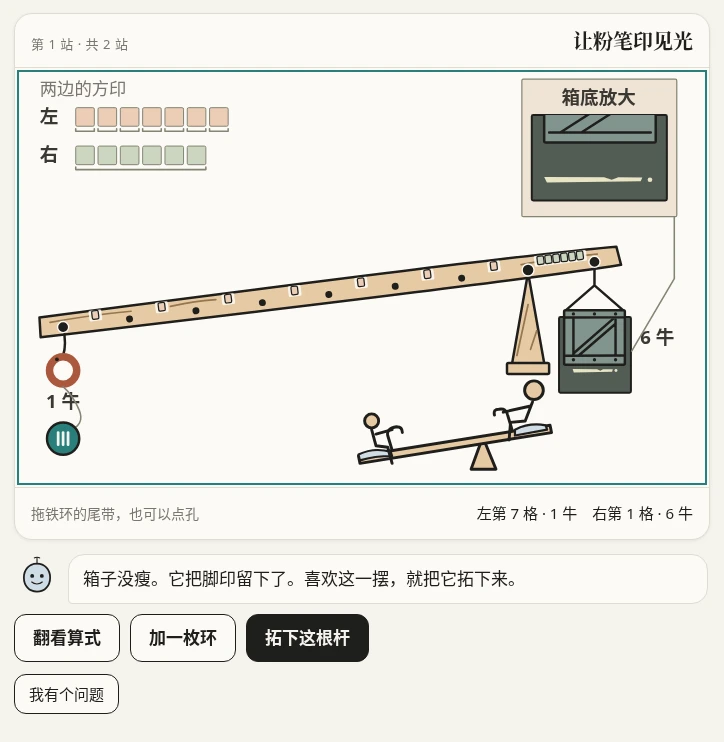 第 1 站 · 共 2 站
让粉笔印见光
两边的方印
左
右
箱底放大
6 牛
1 牛
拖铁环的尾带，也可以点孔
左第 7 格 · 1 牛 右第 1 格 · 6 牛
箱子没瘦。它把脚印留下了。喜欢这一摆，就把它拓下来。
翻看算式
加一枚环
拓下这根杆
我有个问题